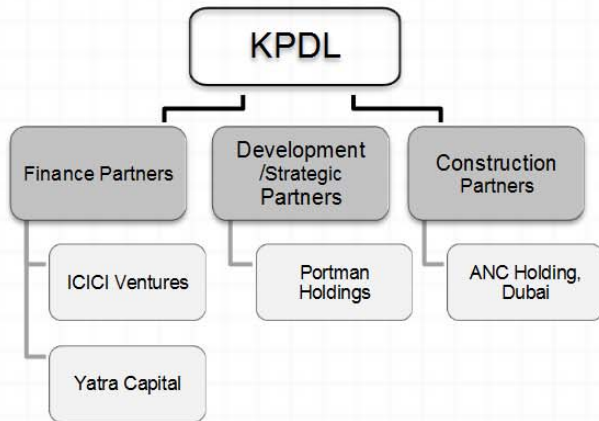 KPDL
Finance Partners
Development
/Strategic
Partners
Construction
Partners
ICICI Ventures
Portman
Holdings
ANC Holding,
Dubai
Yatra Capital